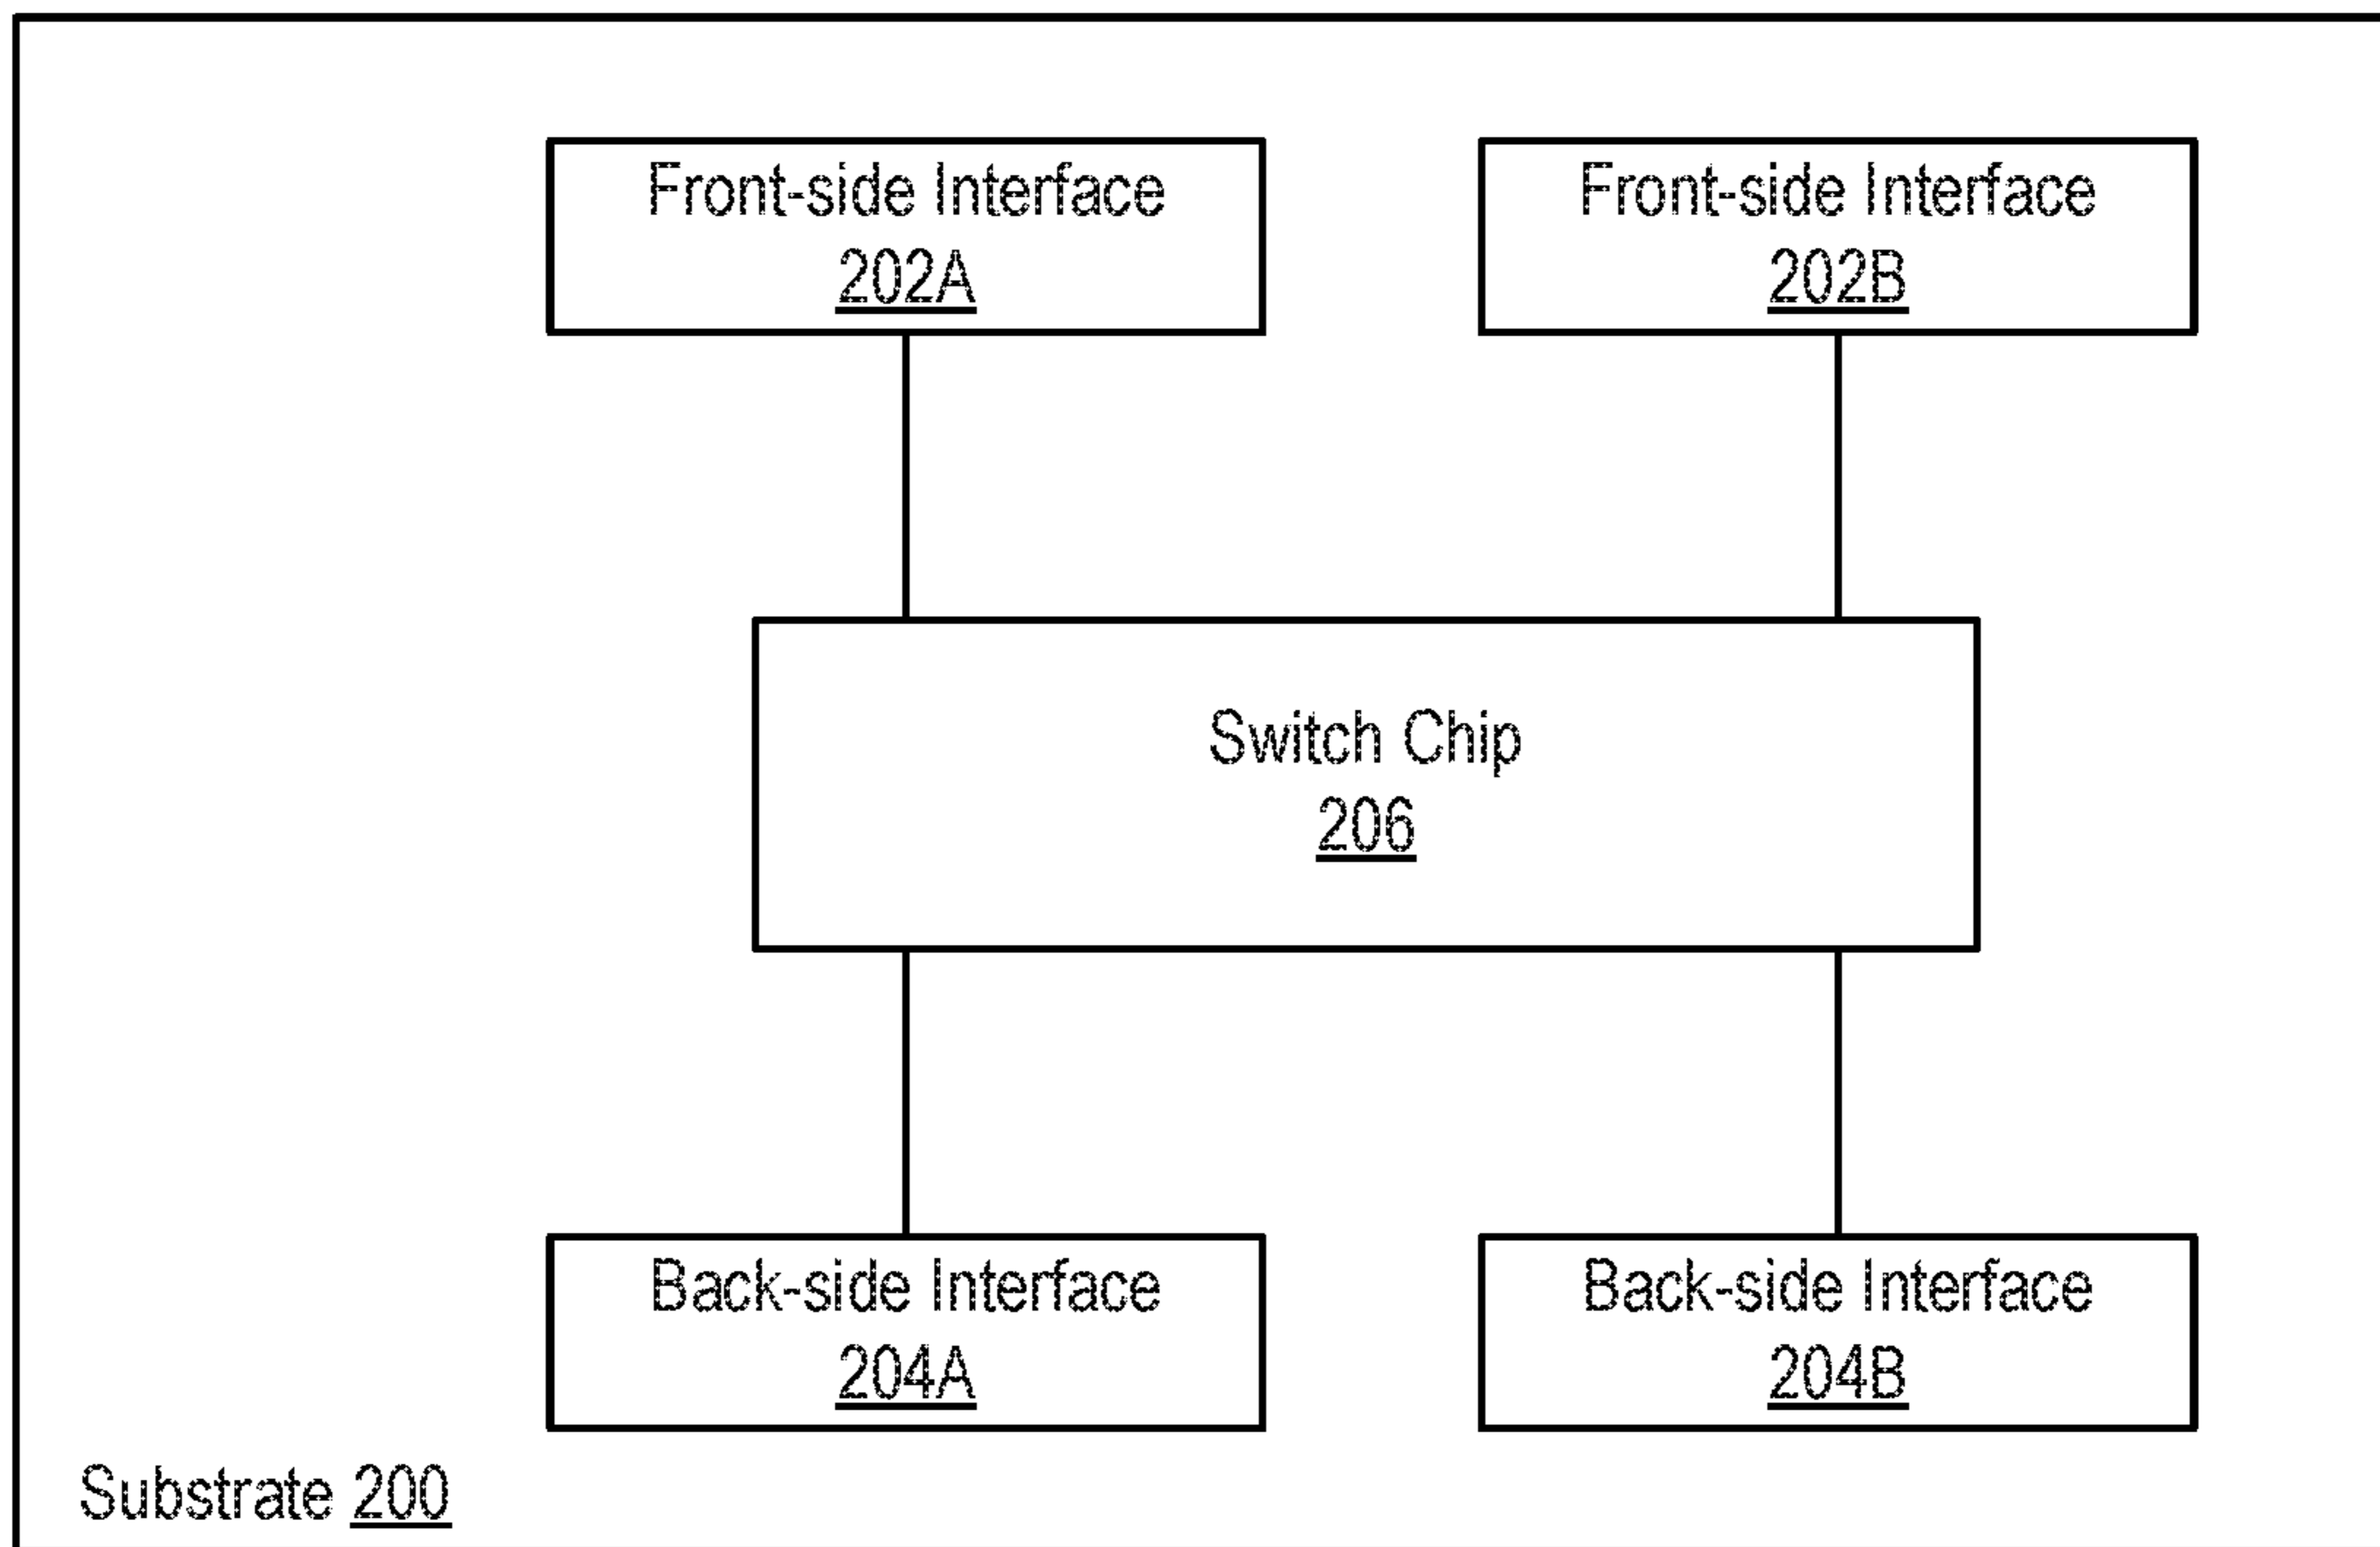 Front-side Interface
202A
Front-side Interface
202B
Switch Chip
206
Back-side Interface
204A
Back-side Interface
204B
Substrate 200